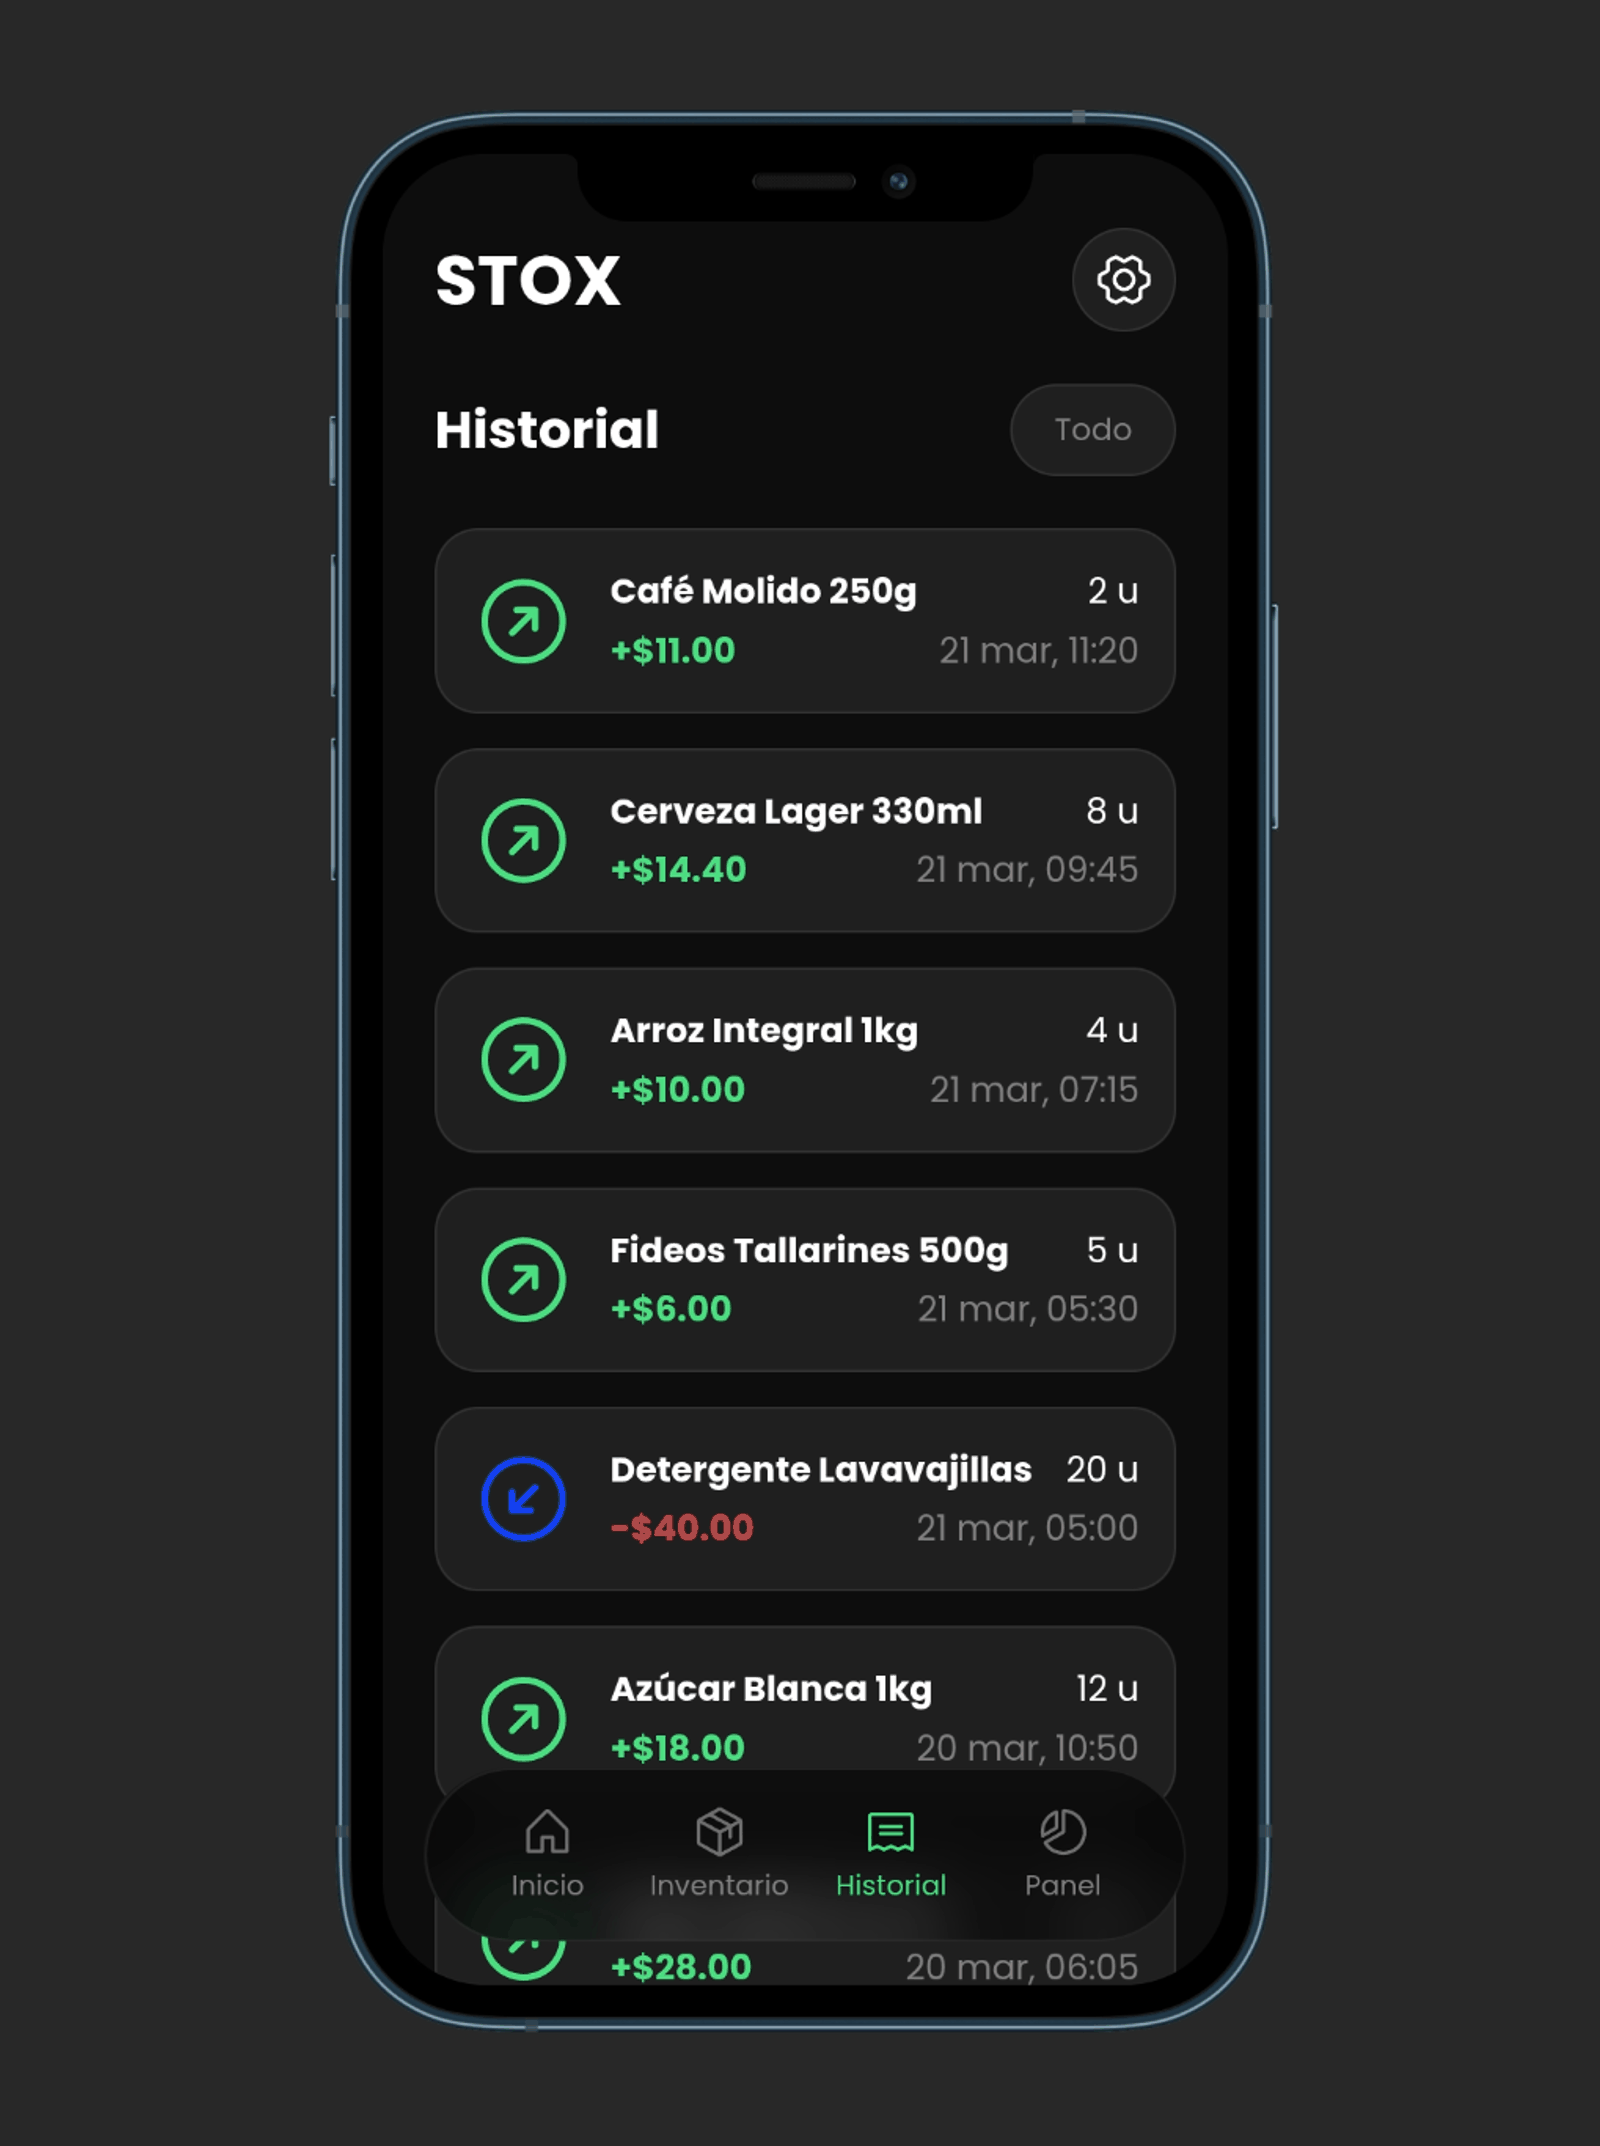 STOX
Historial
Todo
Café Molido 250g 2 u
+$11.00 21 mar, 11:20
Cerveza Lager 330ml 8 u
+$14.40 21 mar, 09:45
Arroz Integral 1kg 4 u
+$10.00 21 mar, 07:15
Fideos Tallarines 500g 5 u
+$6.00 21 mar, 05:30
Detergente Lavavajillas 20 u
-$40.00 21 mar, 05:00
Azúcar Blanca 1kg 12 u
+$18.00 20 mar, 10:50
Inicio Inventario Historial Panel
+$28.00 20 mar, 06:05